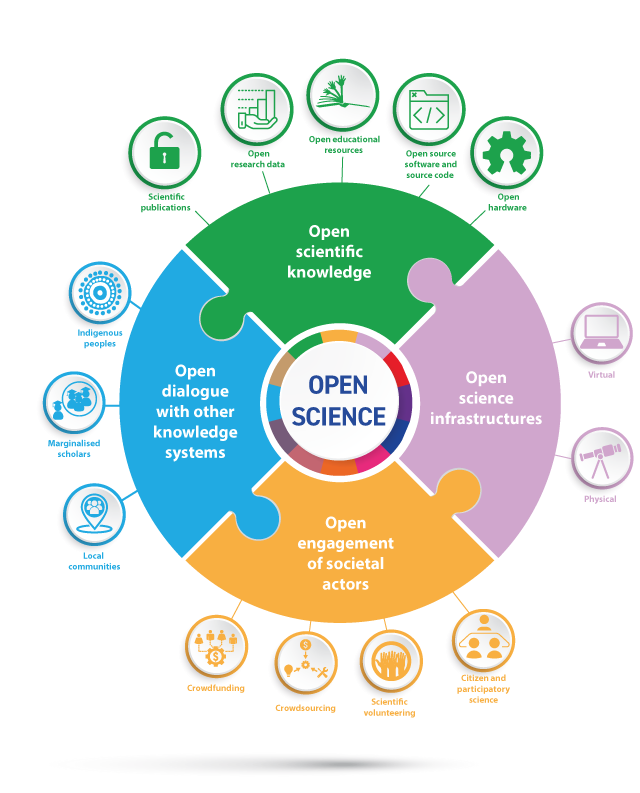 Open educational
resources
Open
research data
Open source
software and
source code
Scientific
publications
Open
hardware
Open
scientific
knowledge
Indigenous
peoples
Marginalised
scholars
Local
communities
Open
dialogue
with other
knowledge
systems
OPEN
SCIENCE
Open
science
infrastructures
Virtual
Physical
Open
engagement
of societal
actors
Crowdfunding
Crowdsourcing
Scientific
volunteering
Citizen and
participatory
science